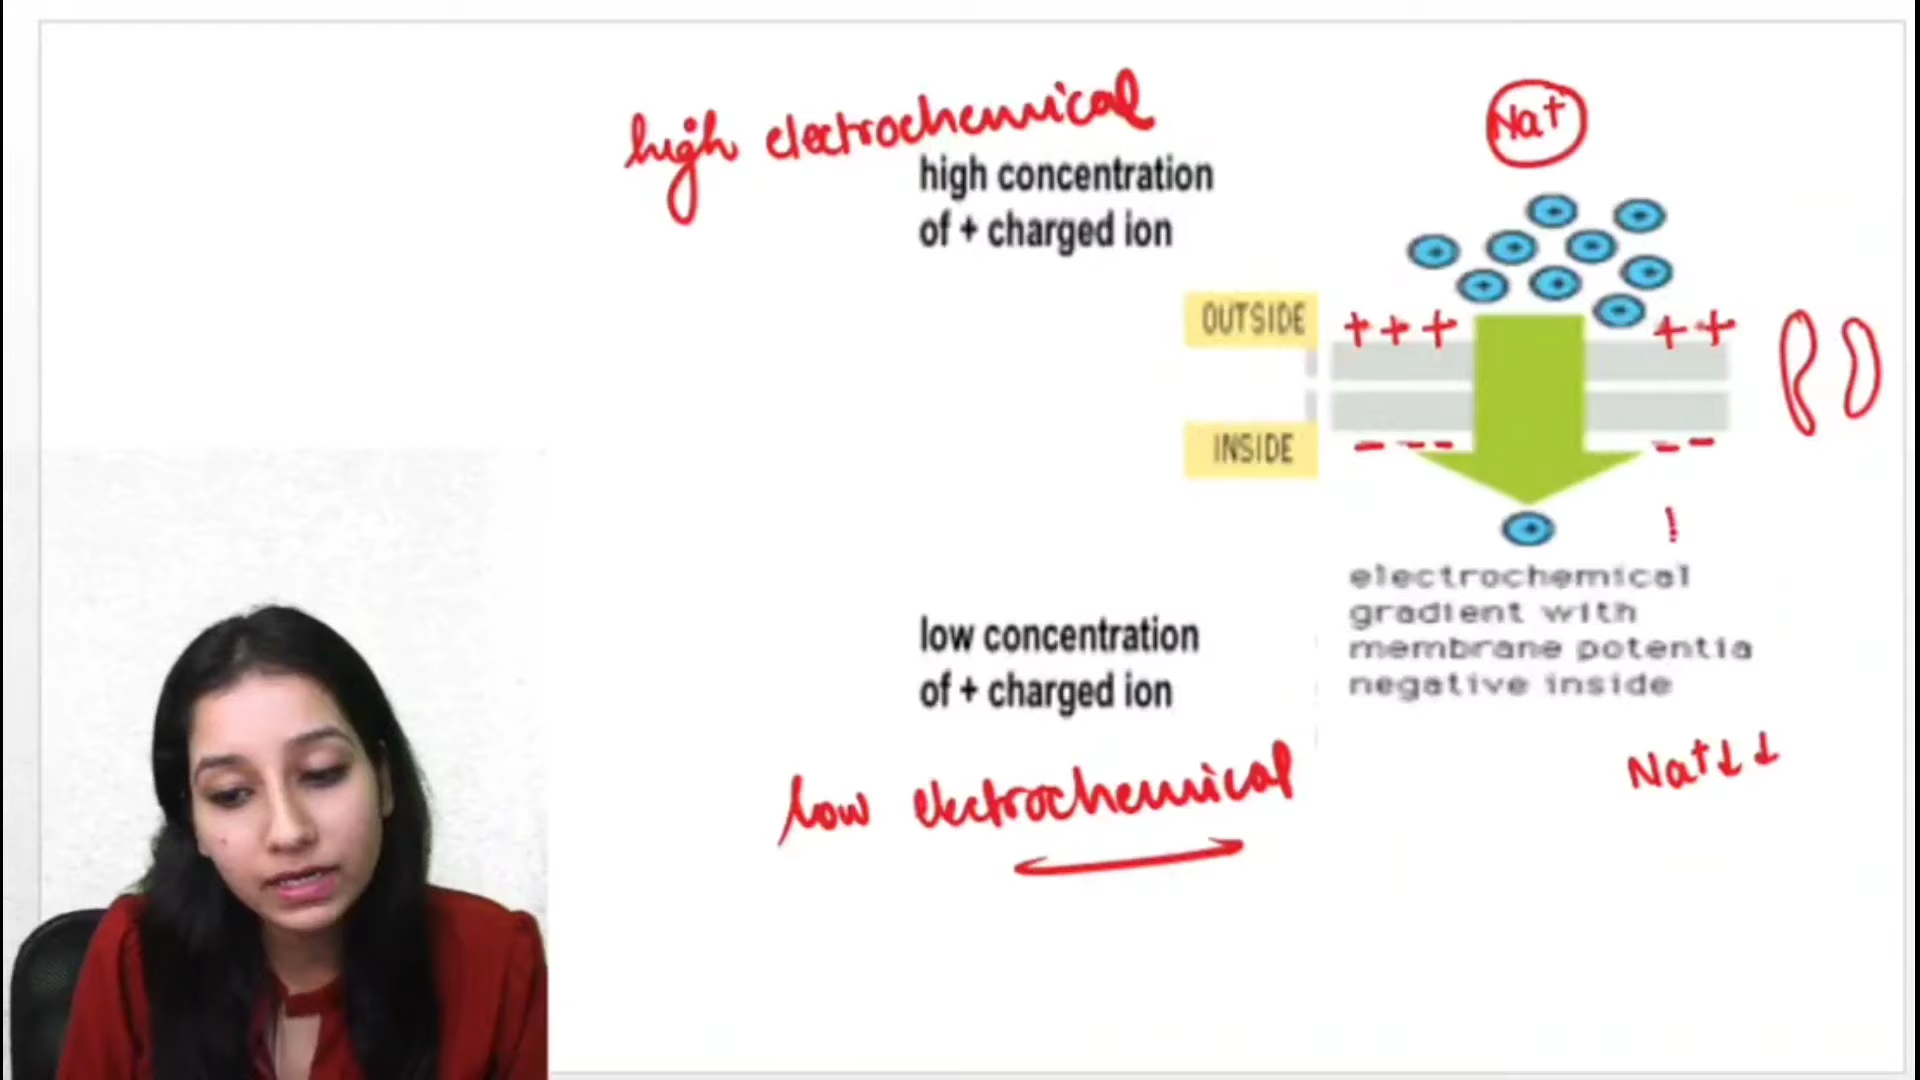 high electrochemical
Na+
high concentration
of + charged ion
OUTSIDE
+ + +
+ +
INSIDE
- - -
- -
electrochemical
gradient with
membrane potentia
negative inside
low concentration
of + charged ion
Na+↓↓
low electrochemical